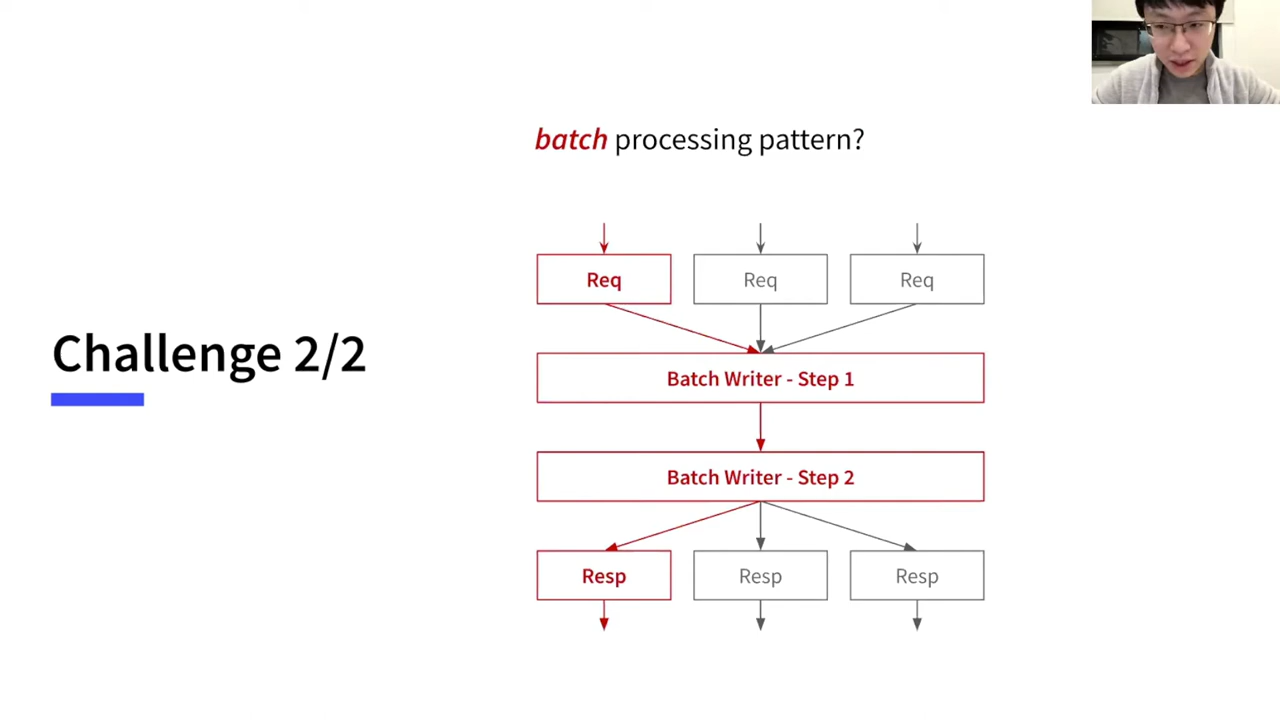 batch processing pattern?
Req
Req
Req
Challenge 2/2
Batch Writer - Step 1
Batch Writer - Step 2
Resp
Resp
Resp